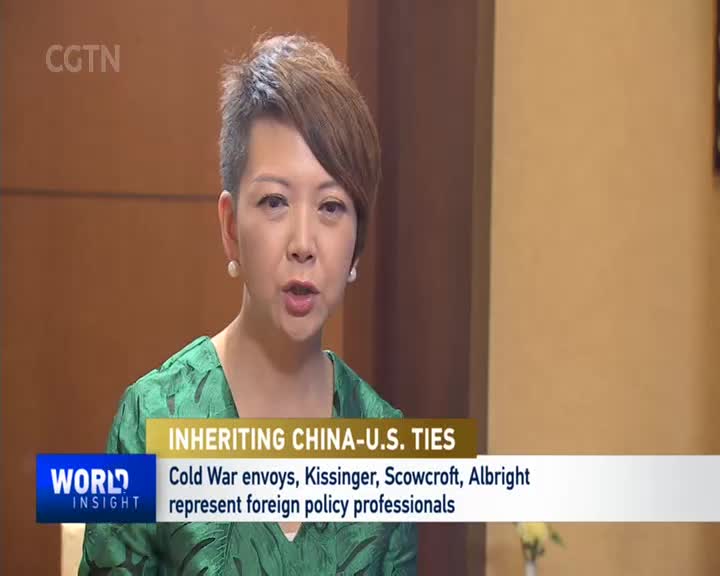 CGTN
INHERITING CHINA-U.S. TIES
WORLD
INSIGHT
Cold War envoys, Kissinger, Scowcroft, Albright
represent foreign policy professionals